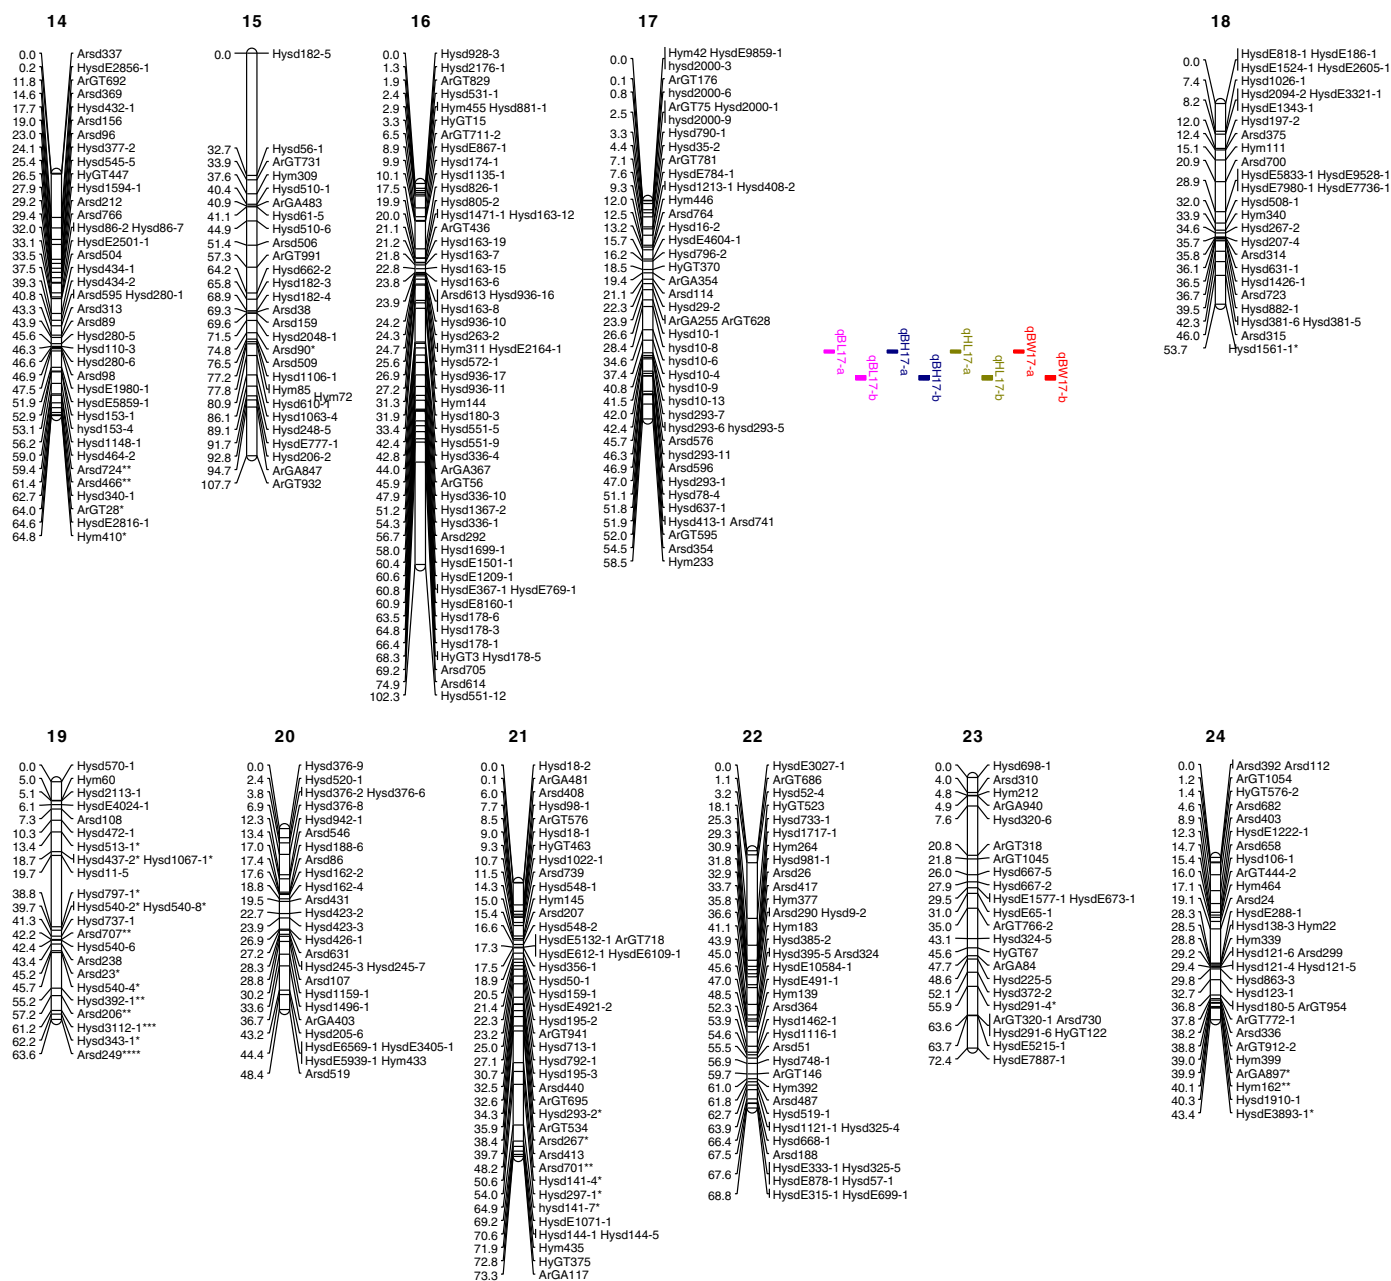 14
0.0 Arsd337
0.2 HysdE2856-1
11.8 ArGT692
14.6 Arsd369
17.7 Hysd432-1
19.0 Arsd156
23.0 Arsd96
24.1 Hysd377-2
25.4 Hysd545-5
26.5 HyGT447
27.9 Hysd1594-1
29.2 Arsd212
29.4 Arsd766
32.0 Hysd86-2 Hysd86-7
33.1 HysdE2501-1
33.5 Arsd504
37.5 Hysd434-1
39.3 Hysd434-2
40.8 Arsd595 Hysd280-1
43.3 Arsd313
43.9 Arsd89
45.6 Hysd280-5
46.3 Hysd110-3
46.6 Hysd280-6
46.9 Arsd98
47.5 HysdE1980-1
51.9 HysdE5859-1
52.9 Hysd153-1
53.1 hysd153-4
56.2 Hysd1148-1
59.0 Hysd464-2
59.4 Arsd724**
61.4 Arsd466**
62.7 Hysd340-1
64.0 ArGT28*
64.6 HysdE2816-1
64.8 Hym410*
15
0.0 Hysd182-5
32.7 Hysd56-1
33.9 ArGT731
37.6 Hym309
40.4 Hysd510-1
40.9 ArGA483
41.1 Hysd61-5
44.9 Hysd510-6
51.4 Arsd506
57.3 ArGT991
64.2 Hysd662-2
65.8 Hysd182-3
68.9 Hysd182-4
69.3 Arsd38
69.6 Arsd159
71.5 Hysd2048-1
74.8 Arsd90*
76.5 Arsd509
77.2 Hysd1106-1
77.8 Hym85 Hym72
80.9 Hysd610-1
86.1 Hysd1063-4
89.1 Hysd248-5
91.7 HysdE777-1
92.8 Hysd206-2
94.7 ArGA847
107.7 ArGT932
16
0.0 Hysd928-3
1.3 Hysd2176-1
1.9 ArGT829
2.4 Hysd531-1
2.9 Hym455 Hysd881-1
3.3 HyGT15
6.5 ArGT711-2
8.9 HysdE867-1
9.9 Hysd174-1
10.1 Hysd1135-1
17.5 Hysd826-1
19.9 Hysd805-2
20.0 Hysd1471-1 Hysd163-12
21.1 ArGT436
21.2 Hysd163-19
21.8 Hysd163-7
22.8 Hysd163-15
23.8 Hysd163-6
23.9 Arsd613 Hysd936-16
Hysd163-8
24.2 Hysd936-10
24.3 Hysd263-2
24.7 Hym311 HysdE2164-1
25.6 Hysd572-1
26.9 Hysd936-17
27.2 Hysd936-11
31.3 Hym144
31.9 Hysd180-3
33.4 Hysd551-5
42.4 Hysd551-9
42.8 Hysd336-4
44.0 ArGA367
45.9 ArGT56
47.9 Hysd336-10
51.2 Hysd1367-2
54.3 Hysd336-1
56.7 Arsd292
58.0 Hysd1699-1
60.4 HysdE1501-1
60.6 HysdE1209-1
60.8 HysdE367-1 HysdE769-1
60.9 HysdE8160-1
63.5 Hysd178-6
64.8 Hysd178-3
66.4 Hysd178-1
68.3 HyGT3 Hysd178-5
69.2 Arsd705
74.9 Arsd614
102.3 Hysd551-12
17
0.0 Hym42 HysdE9859-1
hysd2000-3
0.1 ArGT176
0.8 hysd2000-6
2.5 ArGT75 Hysd2000-1
hysd2000-9
3.3 Hysd790-1
4.4 Hysd35-2
7.1 ArGT781
7.6 HysdE784-1
9.3 Hysd1213-1 Hysd408-2
12.0 Hym446
12.5 Arsd764
13.2 Hysd16-2
15.7 HysdE4604-1
16.2 Hysd796-2
18.5 HyGT370
19.4 ArGA354
21.1 Arsd114
22.3 Hysd29-2
23.9 ArGA255 ArGT628
26.6 Hysd10-1
28.4 hysd10-8
34.6 Hysd10-6
37.4 Hysd10-4
40.8 hysd10-9
41.5 hysd10-13
42.0 hysd293-7
42.4 hysd293-6 hysd293-5
45.7 Arsd576
46.3 hysd293-11
46.9 Arsd596
47.0 Hysd293-1
51.1 Hysd78-4
51.8 Hysd637-1
51.9 Hysd413-1 Arsd741
52.0 ArGT595
54.5 Arsd354
58.5 Hym233
qBL17-a
qBL17-b
qBH17-a
qBH17-b
qHL17-a
qHL17-b
qBW17-a
qBW17-b
18
0.0 HysdE818-1 HysdE186-1
HysdE1524-1 HysdE2605-1
7.4 Hysd1026-1
8.2 Hysd2094-2 HysdE3321-1
HysdE1343-1
12.0 Hysd197-2
12.4 Arsd375
15.1 Hym111
20.9 Arsd700
28.9 HysdE5833-1 HysdE9528-1
HysdE7980-1 HysdE7736-1
32.0 Hysd508-1
33.9 Hym340
34.6 Hysd267-2
35.7 Hysd207-4
35.8 Arsd314
36.1 Hysd631-1
36.5 Hysd1426-1
36.7 Arsd723
39.5 Hysd882-1
42.3 Hysd381-6 Hysd381-5
46.0 Arsd315
53.7 Hysd1561-1*
19
0.0 Hysd570-1
5.0 Hym60
5.1 Hysd2113-1
6.1 HysdE4024-1
7.3 Arsd108
10.3 Hysd472-1
13.4 Hysd513-1*
18.7 Hysd437-2* Hysd1067-1*
19.7 Hysd11-5
38.8 Hysd797-1*
39.7 Hysd540-2* Hysd540-8*
41.3 Hysd737-1
42.2 Arsd707**
42.4 Hysd540-6
43.4 Arsd238
45.2 Arsd23*
45.7 Hysd540-4*
55.2 Hysd392-1**
57.2 Arsd206**
61.2 Hysd3112-1***
62.2 Hysd343-1*
63.6 Arsd249****
20
0.0 Hysd376-9
2.4 Hysd520-1
3.8 Hysd376-2 Hysd376-6
6.9 Hysd376-8
12.3 Hysd942-1
13.4 Arsd546
17.0 Hysd188-6
17.4 Arsd86
17.6 Hysd162-2
18.8 Hysd162-4
19.5 Arsd431
22.7 Hysd423-2
23.9 Hysd423-3
26.9 Hysd426-1
27.2 Arsd631
28.3 Hysd245-3 Hysd245-7
28.8 Arsd107
30.2 Hysd1159-1
33.6 Hysd1496-1
36.7 ArGA403
43.2 Hysd205-6
44.4 HysdE6569-1 HysdE3405-1
HysdE5939-1 Hym433
48.4 Arsd519
21
0.0 Hysd18-2
0.1 ArGA481
6.0 Arsd408
7.7 Hysd98-1
8.5 ArGT576
9.0 Hysd18-1
9.3 HyGT463
10.7 Hysd1022-1
11.5 Arsd739
14.3 Hysd548-1
15.0 Hym145
15.4 Arsd207
16.6 Hysd548-2
17.3 HysdE5132-1 ArGT718
HysdE612-1 HysdE6109-1
17.5 Hysd356-1
18.9 Hysd50-1
20.5 Hysd159-1
21.4 HysdE4921-2
22.3 Hysd195-2
23.2 ArGT941
25.0 Hysd713-1
27.1 Hysd792-1
30.7 Hysd195-3
32.5 Arsd440
32.6 ArGT695
34.3 Hysd293-2*
35.9 ArGT534
38.4 Arsd267*
39.7 Arsd413
48.2 Arsd701**
50.6 Hysd141-4*
54.0 Hysd297-1*
64.9 hysd141-7*
69.2 HysdE1071-1
70.6 Hysd144-1 Hysd144-5
71.9 Hym435
72.8 HyGT375
73.3 ArGA117
22
0.0 HysdE3027-1
1.1 ArGT686
3.2 Hysd52-4
18.1 HyGT523
25.3 Hysd733-1
29.3 Hysd1717-1
30.9 Hym264
31.8 Hysd981-1
32.9 Arsd26
33.7 Arsd417
35.8 Hym377
36.6 Arsd290 Hysd9-2
41.1 Hym183
43.9 Hysd385-2
45.0 Hysd395-5 Arsd324
45.6 HysdE10584-1
47.0 HysdE491-1
48.5 Hym139
52.9 Arsd364
53.9 Hysd1462-1
54.6 Hysd1116-1
55.5 Arsd51
56.9 Hysd748-1
59.7 ArGT146
61.0 Hym392
61.8 Arsd487
62.7 Hysd519-1
63.9 Hysd1121-1 Hysd325-4
66.4 Hysd668-1
67.5 Arsd188
67.6 HysdE333-1 Hysd325-5
HysdE878-1 Hysd57-1
68.8 HysdE315-1 HysdE699-1
23
0.0 Hysd698-1
4.0 Arsd310
4.8 Hym212
4.9 ArGA940
7.6 Hysd320-6
20.8 ArGT318
21.8 ArGT1045
26.0 Hysd667-5
27.9 Hysd667-2
29.5 HysdE1577-1 HysdE673-1
31.0 HysdE65-1
35.0 ArGT766-2
43.1 Hysd324-5
45.6 HyGT67
47.7 ArGA84
48.6 Hysd225-5
52.1 Hysd372-2
55.9 Hysd291-4*
63.6 ArGT320-1 Arsd730
Hysd291-6 HyGT122
63.7 HysdE5215-1
72.4 HysdE7887-1
24
0.0 Arsd392 Arsd112
1.2 ArGT1054
1.4 HyGT576-2
4.6 Arsd682
8.9 Arsd403
12.3 HysdE1222-1
14.7 Arsd658
15.4 Hysd106-1
16.0 ArGT444-2
17.1 Hym464
19.1 Arsd24
28.3 HysdE288-1
28.5 Hysd138-3 Hym22
28.8 Hym339
29.2 Hysd121-6 Arsd299
29.4 Hysd121-4 Hysd121-5
29.8 Hysd863-3
32.7 Hysd123-1
36.8 Hysd180-5 ArGT954
37.8 ArGT772-1
38.2 Arsd336
38.8 ArGT912-2
39.0 Hym399
39.9 ArGA897*
40.1 Hym162**
40.3 Hysd1910-1
43.4 HysdE3893-1*